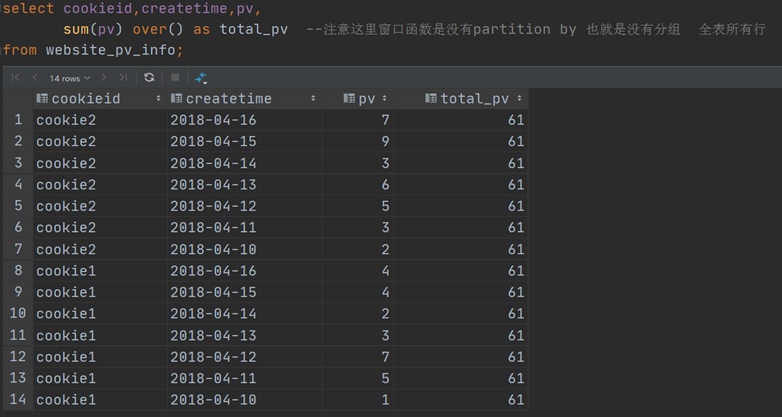 select cookieid,createtime,pv,
sum(pv) over() as total_pv --注意这里窗口函数是没有partition by 也就是没有分组 全表所有行
from website_pv_info;
14 rows
cookieid createtime pv total_pv
1 cookie2 2018-04-16 7 61
2 cookie2 2018-04-15 9 61
3 cookie2 2018-04-14 3 61
4 cookie2 2018-04-13 6 61
5 cookie2 2018-04-12 5 61
6 cookie2 2018-04-11 3 61
7 cookie2 2018-04-10 2 61
8 cookie1 2018-04-16 4 61
9 cookie1 2018-04-15 4 61
10 cookie1 2018-04-14 2 61
11 cookie1 2018-04-13 3 61
12 cookie1 2018-04-12 7 61
13 cookie1 2018-04-11 5 61
14 cookie1 2018-04-10 1 61